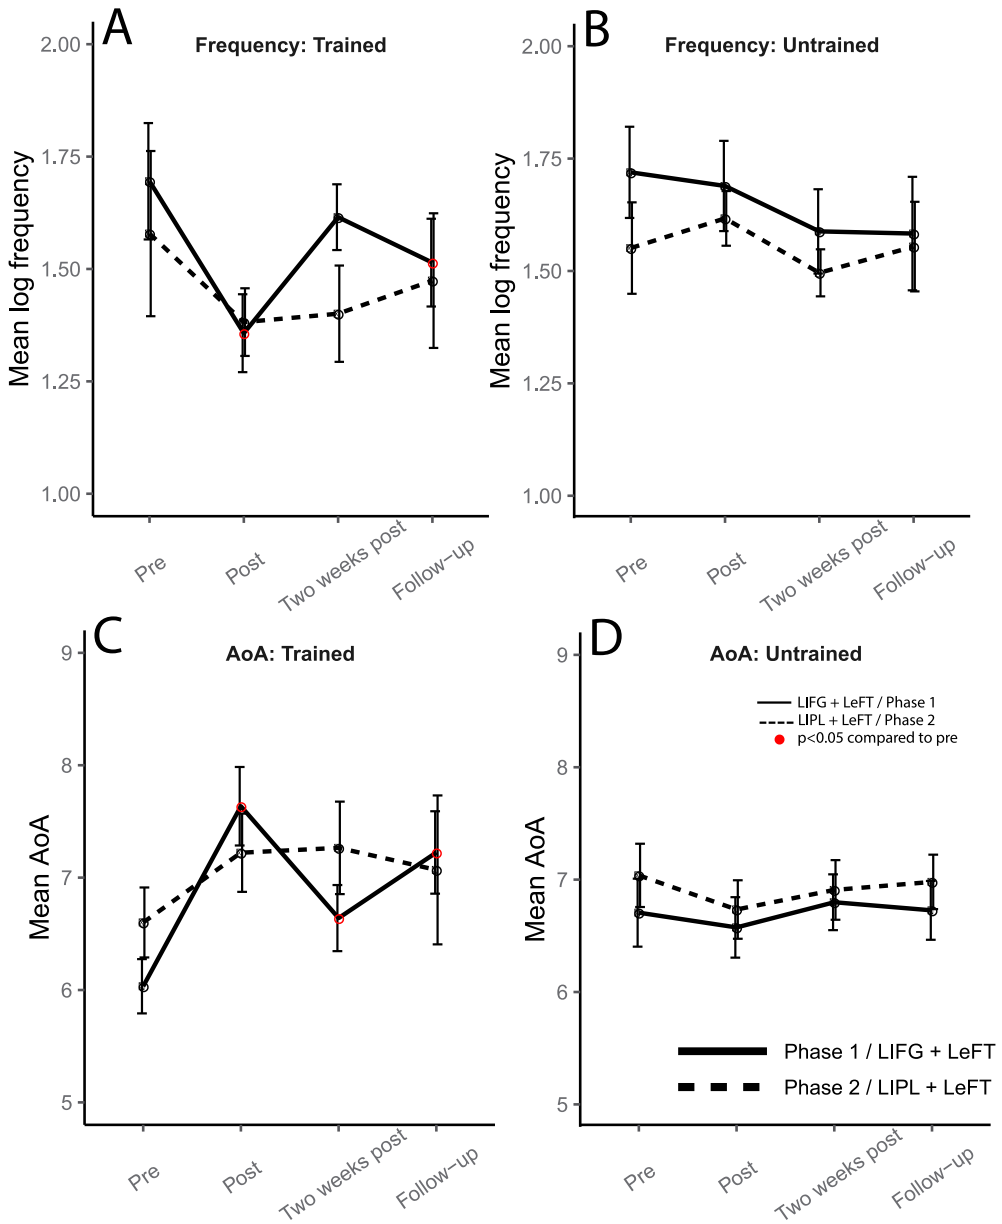 A
Frequency: Trained
Mean log frequency
2.00
1.75
1.50
1.25
1.00
Pre
Post
Two weeks post
Follow−up
B
Frequency: Untrained
Mean log frequency
2.00
1.75
1.50
1.25
1.00
Pre
Post
Two weeks post
Follow−up
C
AoA: Trained
Mean AoA
9
8
7
6
5
Pre
Post
Two weeks post
Follow−up
D
AoA: Untrained
LIFG + LeFT / Phase 1
LIPL + LeFT / Phase 2
p<0.05 compared to pre
Mean AoA
9
8
7
6
5
Phase 1 / LIFG + LeFT
Phase 2 / LIPL + LeFT
Pre
Post
Two weeks post
Follow−up